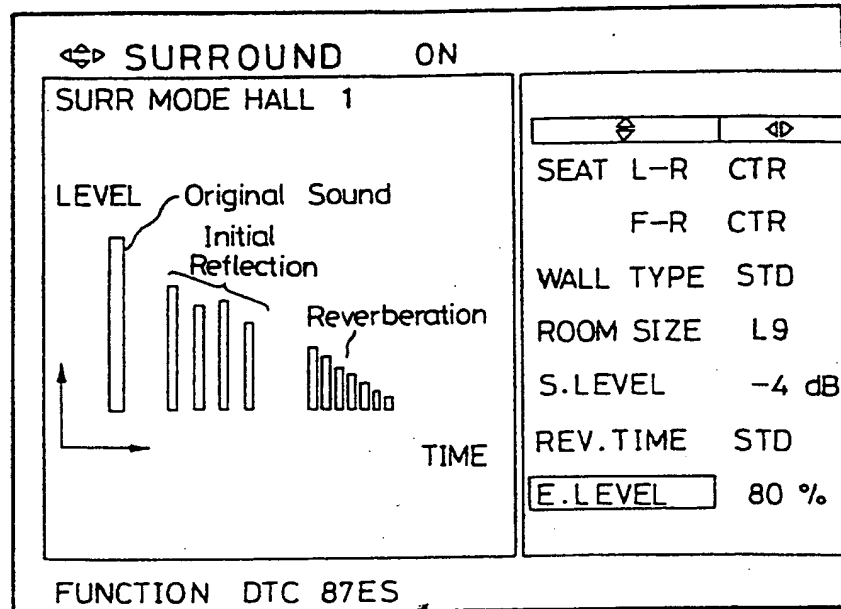 SURROUND ON
SURR MODE HALL 1
LEVEL
Original Sound
Initial
Reflection
Reverberation
TIME
SEAT L-R CTR
F-R CTR
WALL TYPE STD
ROOM SIZE L9
S.LEVEL -4 dB
REV.TIME STD
E.LEVEL 80 %
FUNCTION DTC 87ES